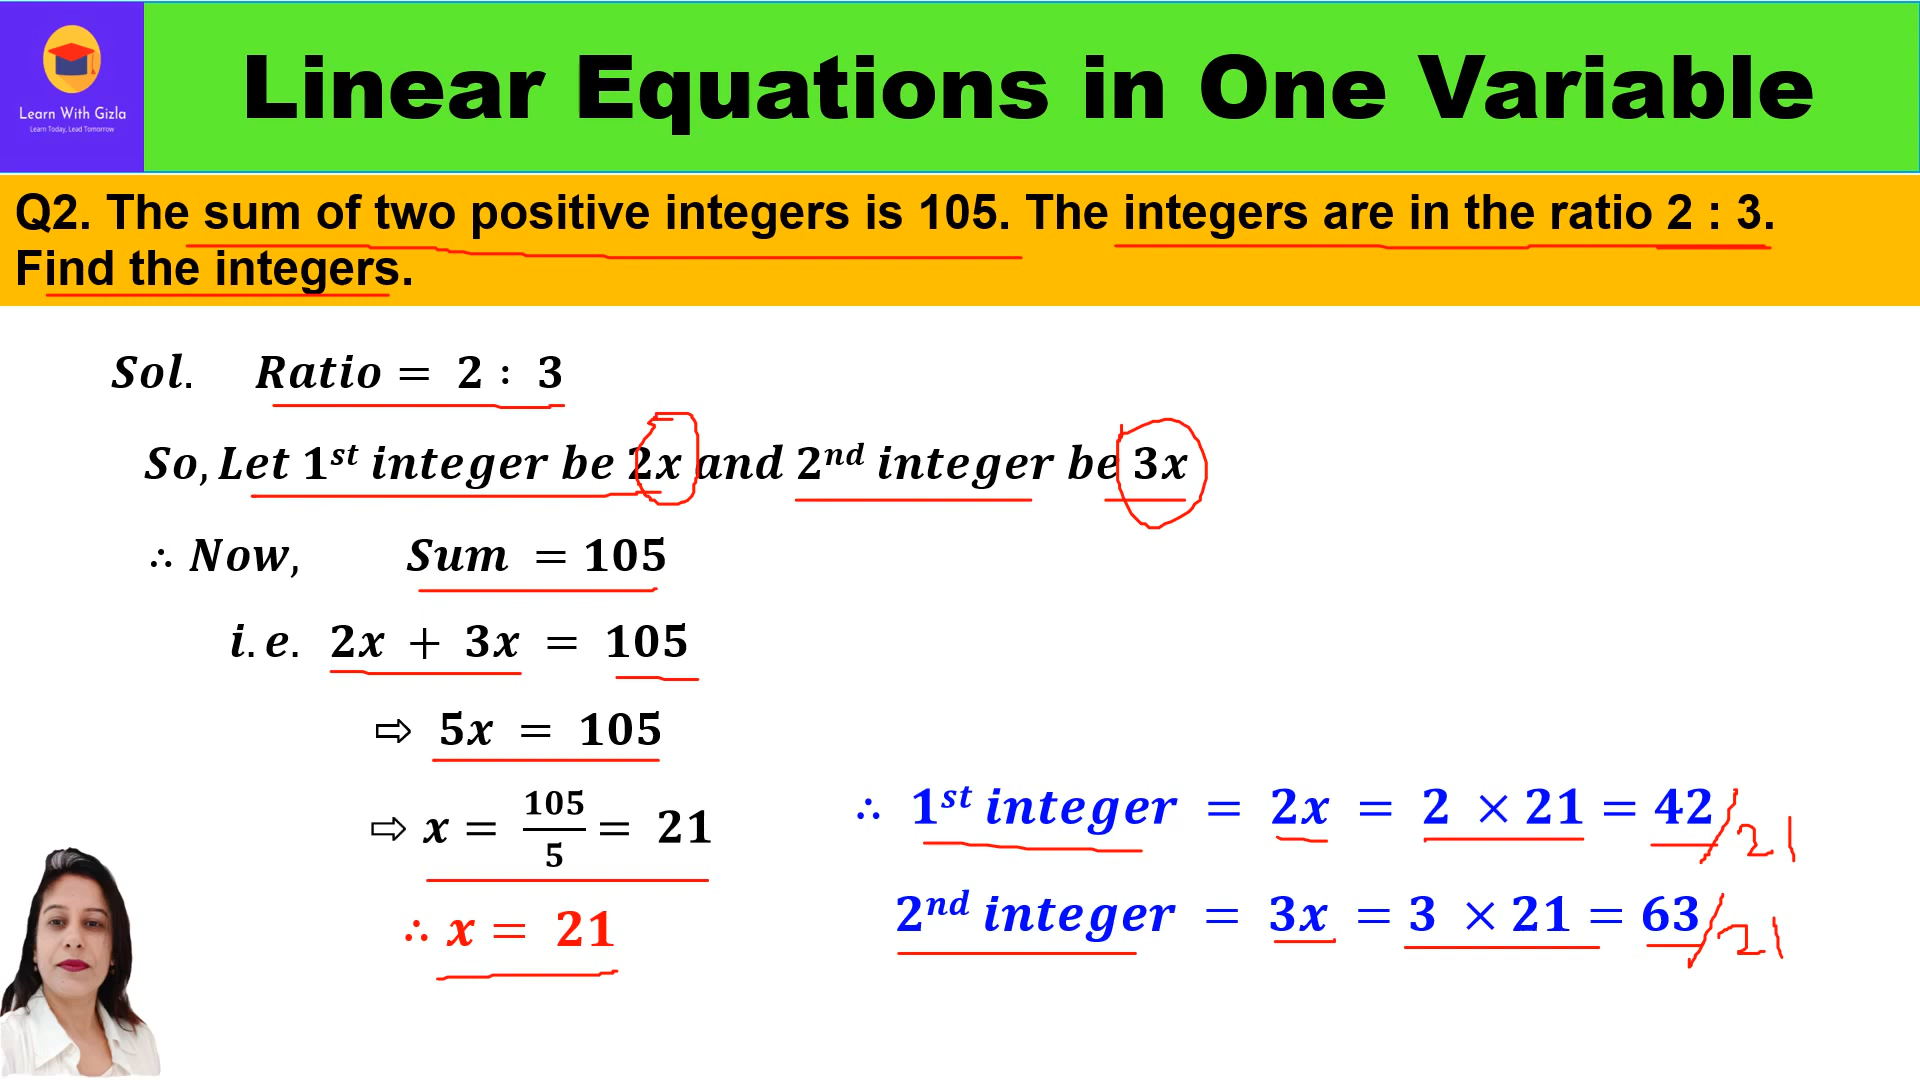 Learn With Gizla
Learn Today, Lead Tomorrow
Linear Equations in One Variable
Q2. The sum of two positive integers is 105. The integers are in the ratio 2 : 3.
Find the integers.
Sol. Ratio = 2 : 3
So, Let 1ˢᵗ integer be 2x and 2ⁿᵈ integer be 3x
∴ Now, Sum = 105
i.e. 2x + 3x = 105
⇨ 5x = 105
⇨ x = 105/5 = 21
∴ x = 21
∴ 1ˢᵗ integer = 2x = 2 × 21 = 42 / 21
2ⁿᵈ integer = 3x = 3 × 21 = 63 / 21